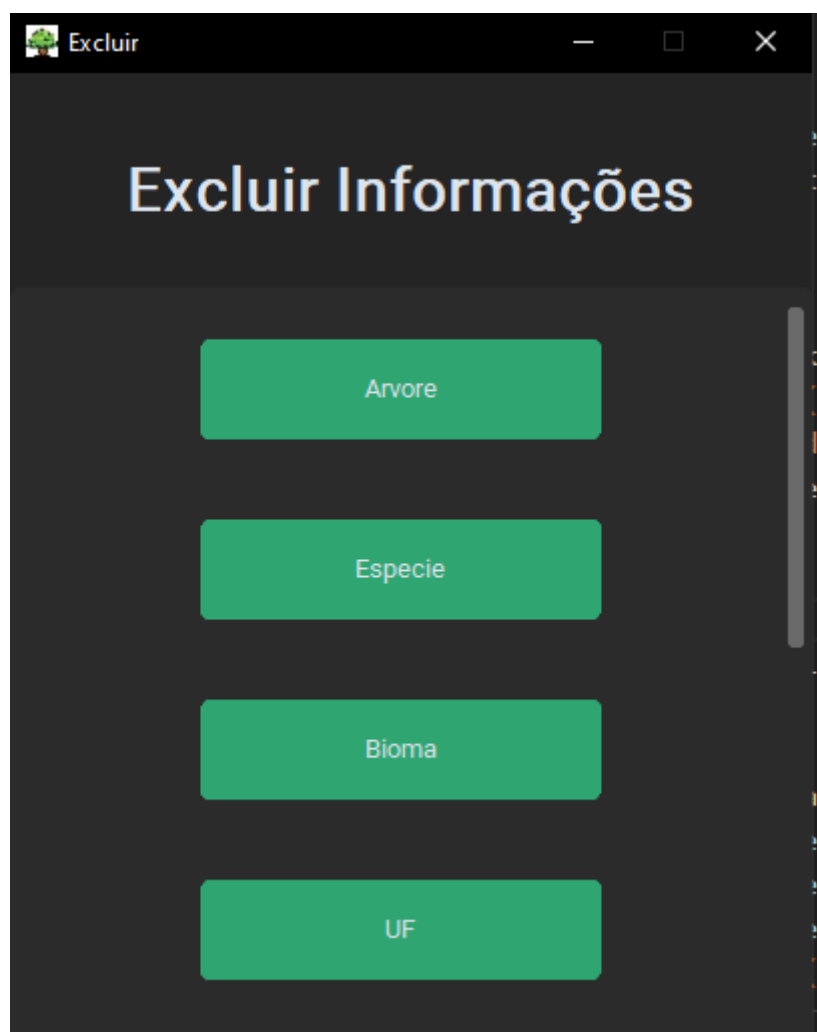 Excluir
Excluir Informações
Arvore
Especie
Bioma
UF